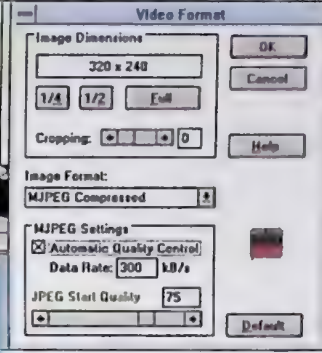 Video Format
Image Dimensions
320 x 240
1/4 1/2 Full
Cropping: 0
Image Format:
MJPEG Compressed
MJPEG Settings
Automatic Quality Control
Data Rate: 300 kB/s
JPEG Start Quality 75
OK
Cancel
Help
Default